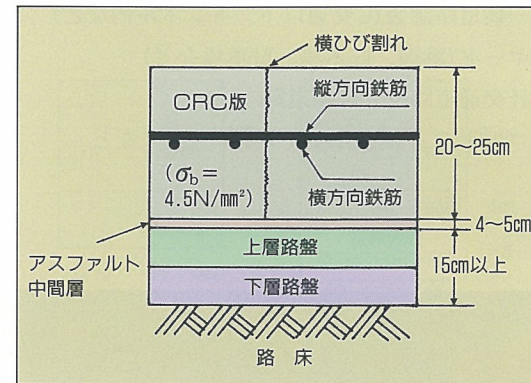 横ひび割れ
CRC版
縦方向鉄筋
20～25cm
(σb=
4.5N/mm²)
横方向鉄筋
4～5cm
アスファルト
中間層
上層路盤
15cm以上
下層路盤
路床